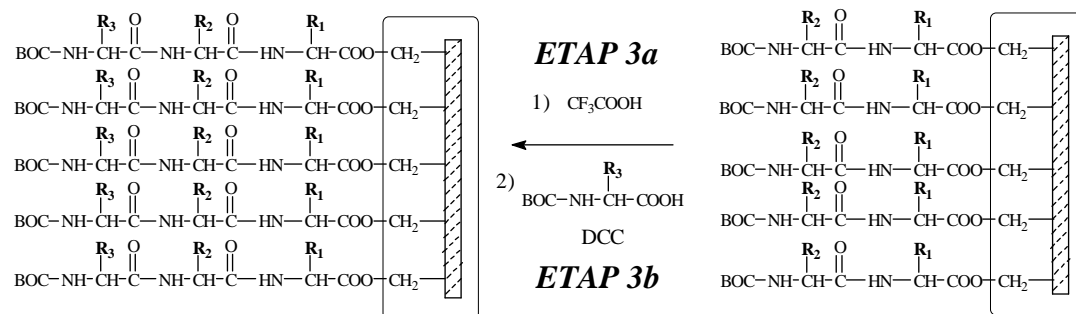 R3 O R2 O R1
BOC-NH-CH-C-NH-CH-C-HN-CH-COO-CH2
R3 O R2 O R1
BOC-NH-CH-C-NH-CH-C-HN-CH-COO-CH2
R3 O R2 O R1
BOC-NH-CH-C-NH-CH-C-HN-CH-COO-CH2
R3 O R2 O R1
BOC-NH-CH-C-NH-CH-C-HN-CH-COO-CH2
R3 O R2 O R1
BOC-NH-CH-C-NH-CH-C-HN-CH-COO-CH2
ETAP 3a
1) CF3COOH
2)
R3
BOC-NH-CH-COOH
DCC
ETAP 3b
R2 O R1
BOC-NH-CH-C-HN-CH-COO-CH2
R2 O R1
BOC-NH-CH-C-HN-CH-COO-CH2
R2 O R1
BOC-NH-CH-C-HN-CH-COO-CH2
R2 O R1
BOC-NH-CH-C-HN-CH-COO-CH2
R2 O R1
BOC-NH-CH-C-HN-CH-COO-CH2